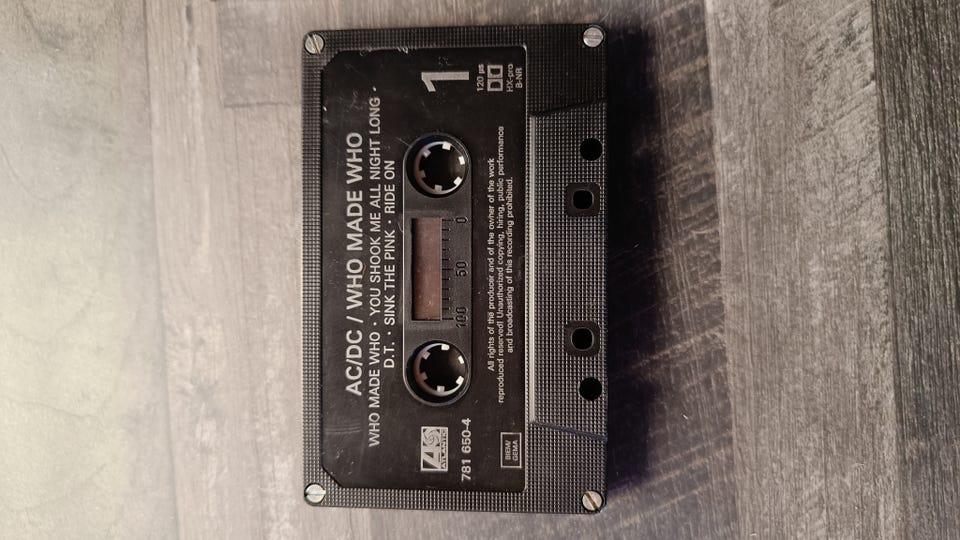 AC/DC / WHO MADE WHO
WHO MADE WHO • YOU SHOOK ME ALL NIGHT LONG •
D.T. • SINK THE PINK • RIDE ON
1
ATLANTIC
781 650-4
100 50 0
120 µs
HX-pro
B-NR
All rights of the producer and of the owner of the work
reproduced reserved! Unauthorized copying, hiring, public performance
and broadcasting of this recording prohibited.
BIEM/
GEMA